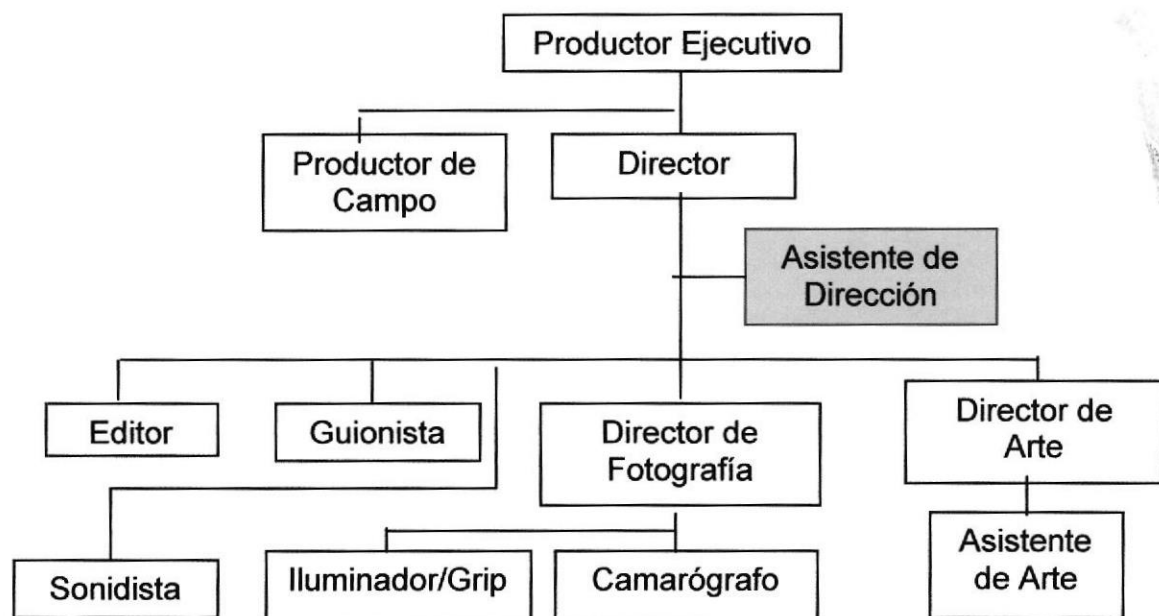 Productor Ejecutivo
Productor de
Campo
Director
Asistente de
Dirección
Editor
Guionista
Director de
Fotografía
Director de
Arte
Sonidista
Iluminador/Grip
Camarógrafo
Asistente
de Arte